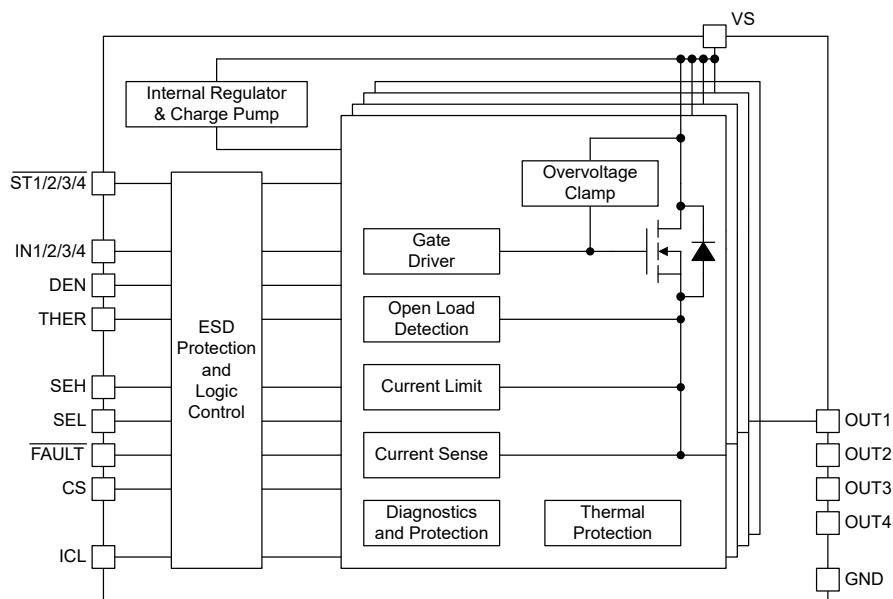 VS
Internal Regulator
& Charge Pump
ST1/2/3/4
Overvoltage
Clamp
IN1/2/3/4
Gate
Driver
DEN
THER
Open Load
Detection
ESD
Protection
and
Logic
Control
SEH
Current Limit
SEL
OUT1
FAULT
Current Sense
OUT2
CS
OUT3
Diagnostics
and Protection
Thermal
Protection
OUT4
ICL
GND